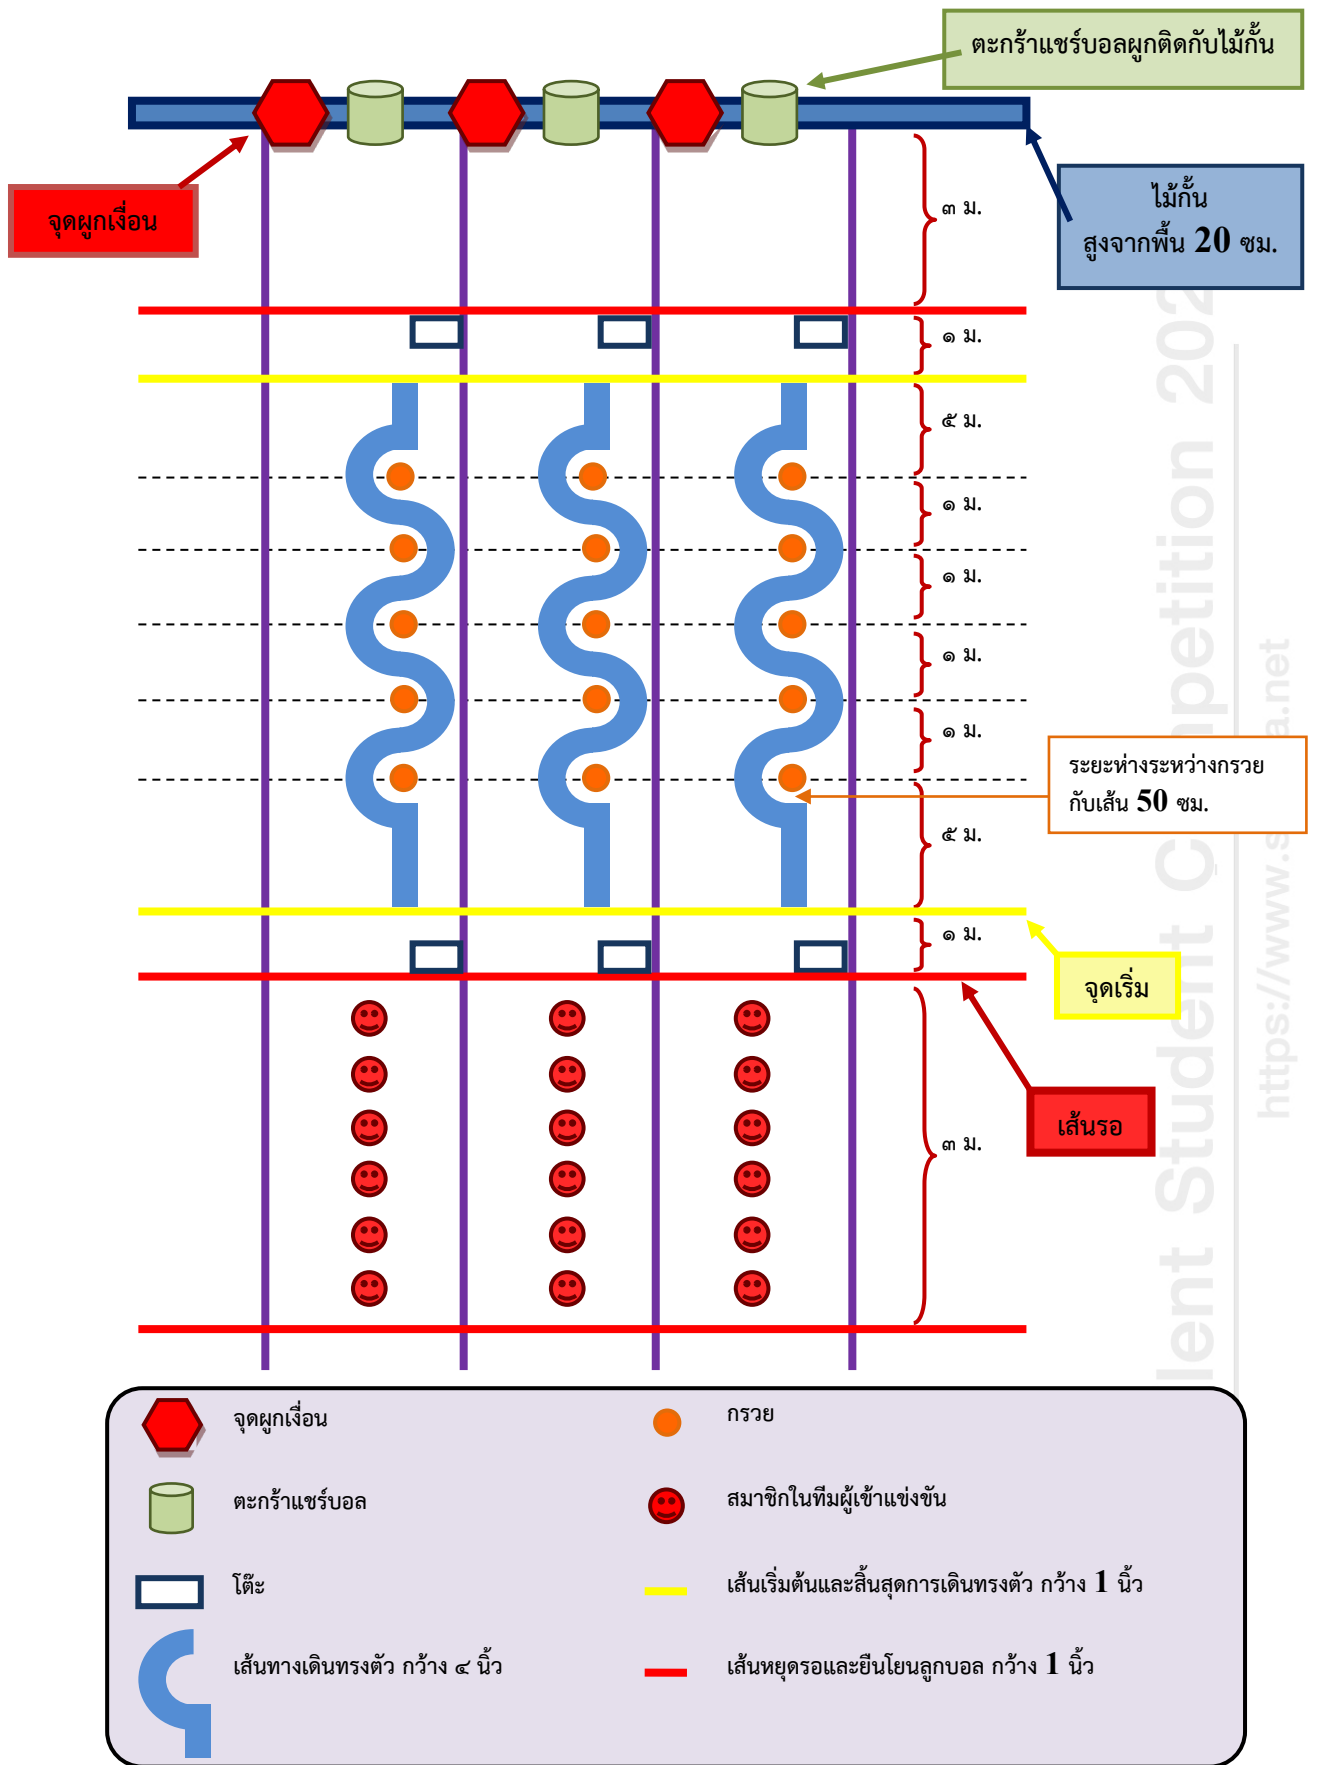 ตะกร้าแชร์บอลผูกติดกับไม้กั้น
ไม้กั้น
สูงจากพื้น 20 ซม.
จุดผูกเงื่อน
๓ ม.
๑ ม.
๕ ม.
๑ ม.
๑ ม.
๑ ม.
๑ ม.
ระยะห่างระหว่างกรวย
กับเส้น 50 ซม.
๕ ม.
๑ ม.
จุดเริ่ม
เส้นรอ
๓ ม.
จุดผูกเงื่อน
กรวย
ตะกร้าแชร์บอล
สมาชิกในทีมผู้เข้าแข่งขัน
โต๊ะ
เส้นเริ่มต้นและสิ้นสุดการเดินทรงตัว กว้าง 1 นิ้ว
เส้นทางเดินทรงตัว กว้าง ๔ นิ้ว
เส้นหยุดรอและยืนโยนลูกบอล กว้าง 1 นิ้ว
Student
https://www.s